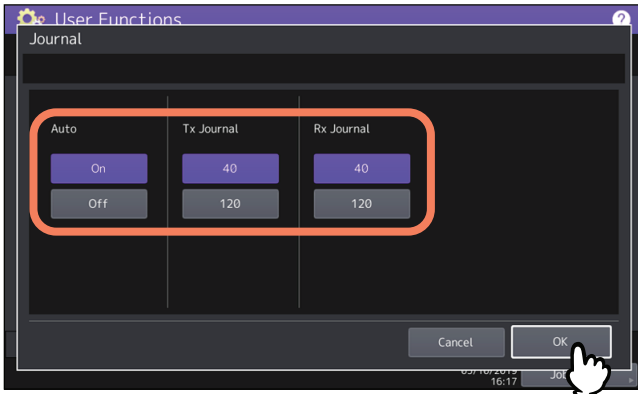 User Functions
?
Journal
Auto
Tx Journal
Rx Journal
On
40
40
Off
120
120
Cancel
OK
16:17